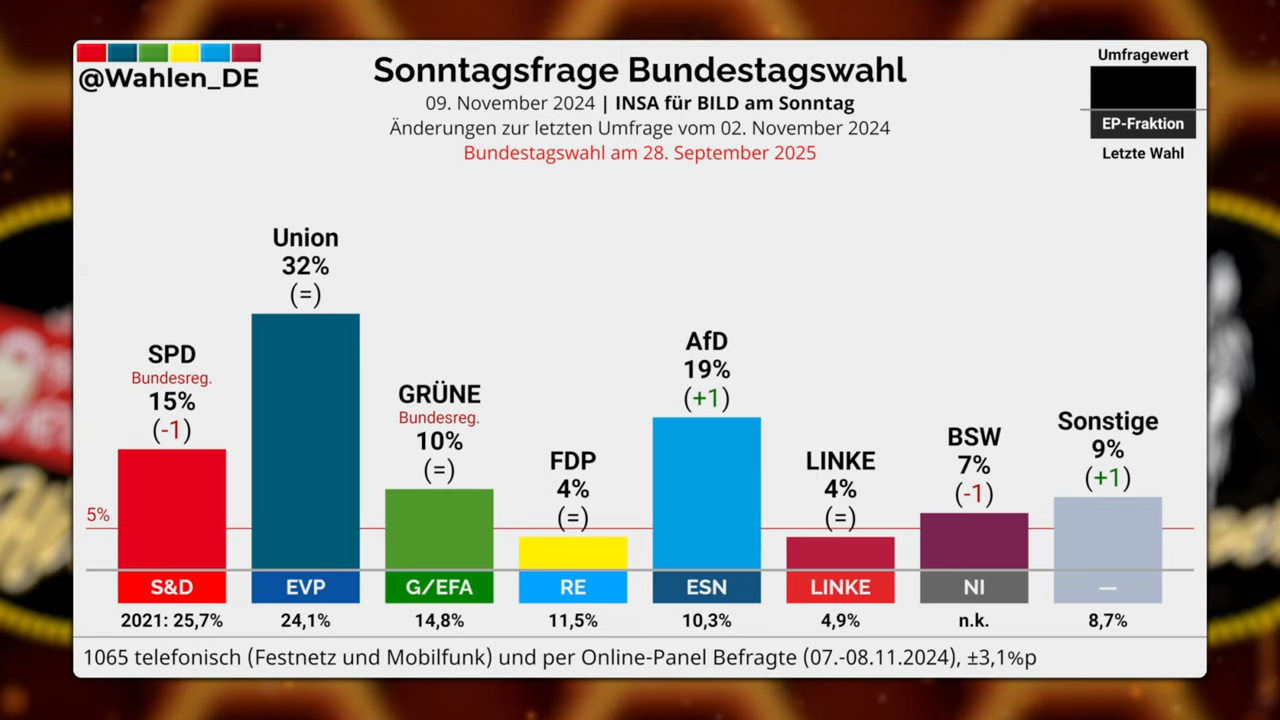 @Wahlen_DE
Sonntagsfrage Bundestagswahl
09. November 2024 | INSA für BILD am Sonntag
Änderungen zur letzten Umfrage vom 02. November 2024
Bundestagswahl am 28. September 2025
Umfragewert
EP-Fraktion
Letzte Wahl
SPD
Bundesreg.
15%
(-1)
Union
32%
(=)
GRÜNE
Bundesreg.
10%
(=)
FDP
4%
(=)
AfD
19%
(+1)
LINKE
4%
(=)
BSW
7%
(-1)
Sonstige
9%
(+1)
5%
S&D EVP G/EFA RE ESN LINKE NI —
2021: 25,7% 24,1% 14,8% 11,5% 10,3% 4,9% n.k. 8,7%
1065 telefonisch (Festnetz und Mobilfunk) und per Online-Panel Befragte (07.-08.11.2024), ±3,1%p